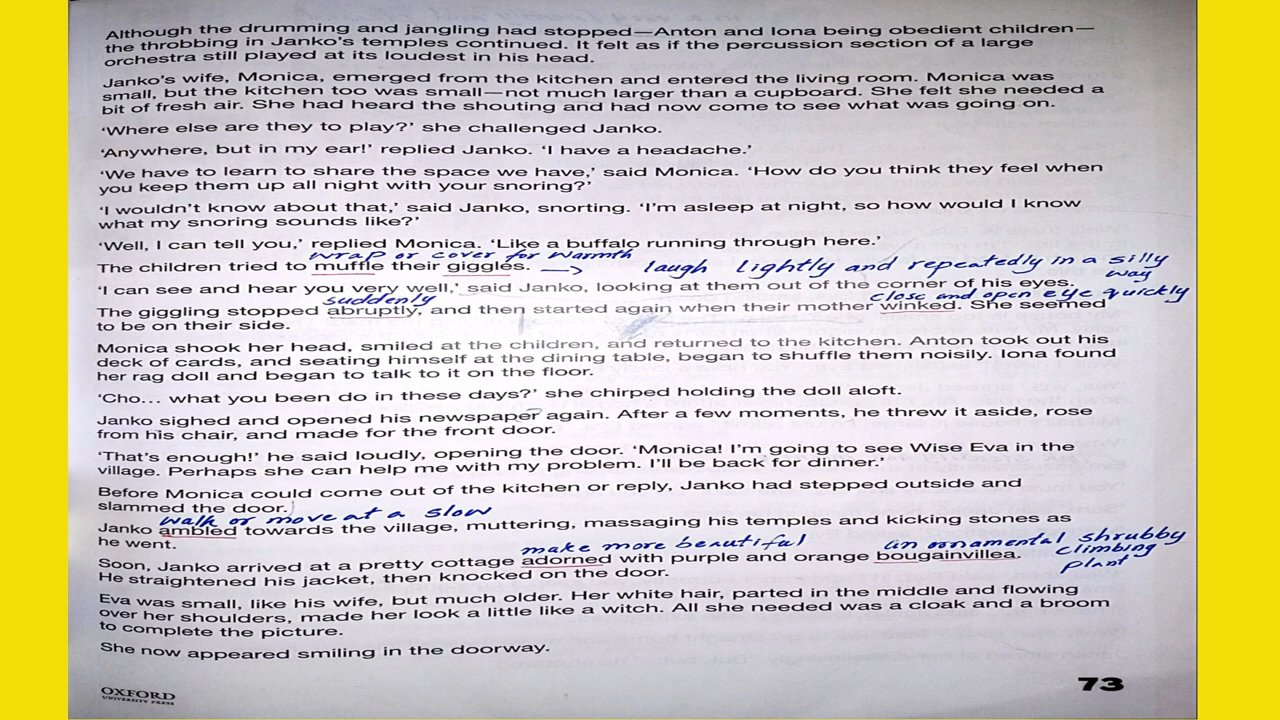 Although the drumming and jangling had stopped—Anton and Iona being obedient children—
the throbbing in Janko's temples continued. It felt as if the percussion section of a large
orchestra still played at its loudest in his head.
Janko's wife, Monica, emerged from the kitchen and entered the living room. Monica was
small, but the kitchen too was small—not much larger than a cupboard. She felt she needed a
bit of fresh air. She had heard the shouting and had now come to see what was going on.
'Where else are they to play?' she challenged Janko.
'Anywhere, but in my ear!' replied Janko. 'I have a headache.'
'We have to learn to share the space we have,' said Monica. 'How do you think they feel when
you keep them up all night with your snoring?'
'I wouldn't know about that,' said Janko, snorting. 'I'm asleep at night, so how would I know
what my snoring sounds like?'
'Well, I can tell you,' replied Monica. 'Like a buffalo running through here.'
wrap or cover for warmth
The children tried to muffle their giggles. → laugh lightly and repeatedly in a silly
way
'I can see and hear you very well,' said Janko, looking at them out of the corner of his eyes.
suddenly close and open eye quickly
The giggling stopped abruptly, and then started again when their mother winked. She seemed
to be on their side.
Monica shook her head, smiled at the children, and returned to the kitchen. Anton took out his
deck of cards, and seating himself at the dining table, began to shuffle them noisily. Iona found
her rag doll and began to talk to it on the floor.
'Cho... what you been do in these days?' she chirped holding the doll aloft.
Janko sighed and opened his newspaper again. After a few moments, he threw it aside, rose
from his chair, and made for the front door.
'That's enough!' he said loudly, opening the door. 'Monica! I'm going to see Wise Eva in the
village. Perhaps she can help me with my problem. I'll be back for dinner.'
Before Monica could come out of the kitchen or reply, Janko had stepped outside and
slammed the door.
walk or move at a slow
Janko ambled towards the village, muttering, massaging his temples and kicking stones as
he went.
make more beautiful an ornamental shrubby
climbing
plant
Soon, Janko arrived at a pretty cottage adorned with purple and orange bougainvillea.
He straightened his jacket, then knocked on the door.
Eva was small, like his wife, but much older. Her white hair, parted in the middle and flowing
over her shoulders, made her look a little like a witch. All she needed was a cloak and a broom
to complete the picture.
She now appeared smiling in the doorway.
OXFORD
UNIVERSITY PRESS
73